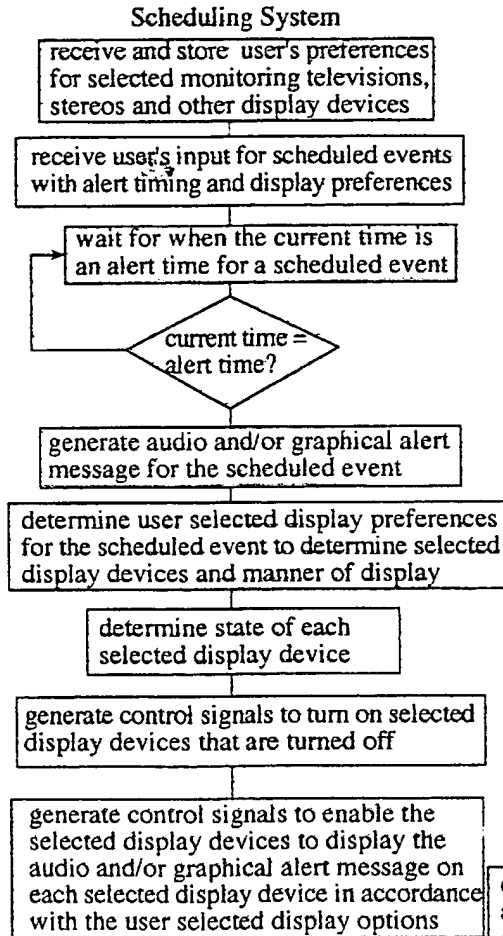 Scheduling System
receive and store user's preferences
for selected monitoring televisions,
stereos and other display devices
receive user's input for scheduled events
with alert timing and display preferences
wait for when the current time is
an alert time for a scheduled event
current time =
alert time?
generate audio and/or graphical alert
message for the scheduled event
determine user selected display preferences
for the scheduled event to determine selected
display devices and manner of display
determine state of each
selected display device
generate control signals to turn on selected
display devices that are turned off
generate control signals to enable the
selected display devices to display the
audio and/or graphical alert message on
each selected display device in accordance
with the user selected display options